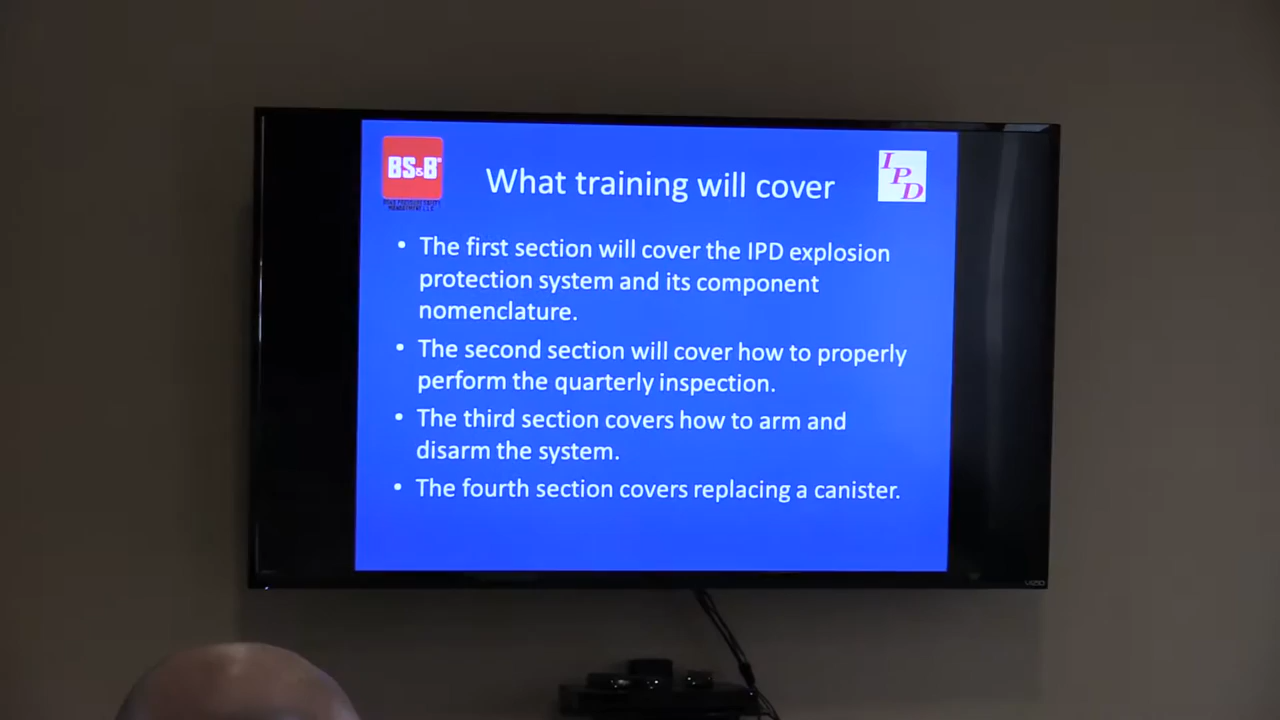 BS&B®
MANAGEMENT L.L.C.
What training will cover
IPD
• The first section will cover the IPD explosion
protection system and its component
nomenclature.
• The second section will cover how to properly
perform the quarterly inspection.
• The third section covers how to arm and
disarm the system.
• The fourth section covers replacing a canister.
VIZIO